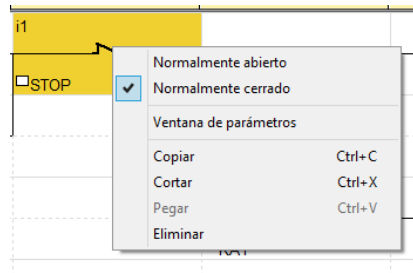 i1
STOP
Normalmente abierto
Normalmente cerrado
Ventana de parámetros
Copiar Ctrl+C
Cortar Ctrl+X
Pegar Ctrl+V
Eliminar